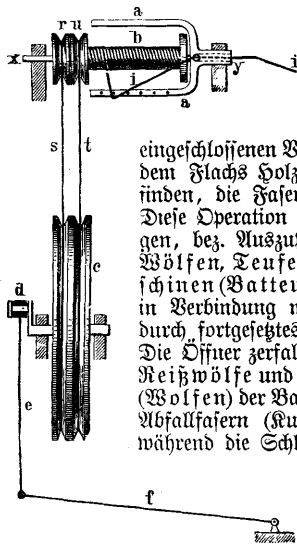 a
r u
b
x
i
y
i
a
s
t
eingeschlossenen
dem Flachs Holz
finden, die Faser
Diese Operation
gen, bez. Auszu
Wölfen, Teufe
c
schinen (Batteu
d
in Verbindung
durch fortgesetztes
Die Öffner zerfal
Reißwölfe und
e
(Wolfen) der Ba
Abfallfasern (Ku
während die Schl
f